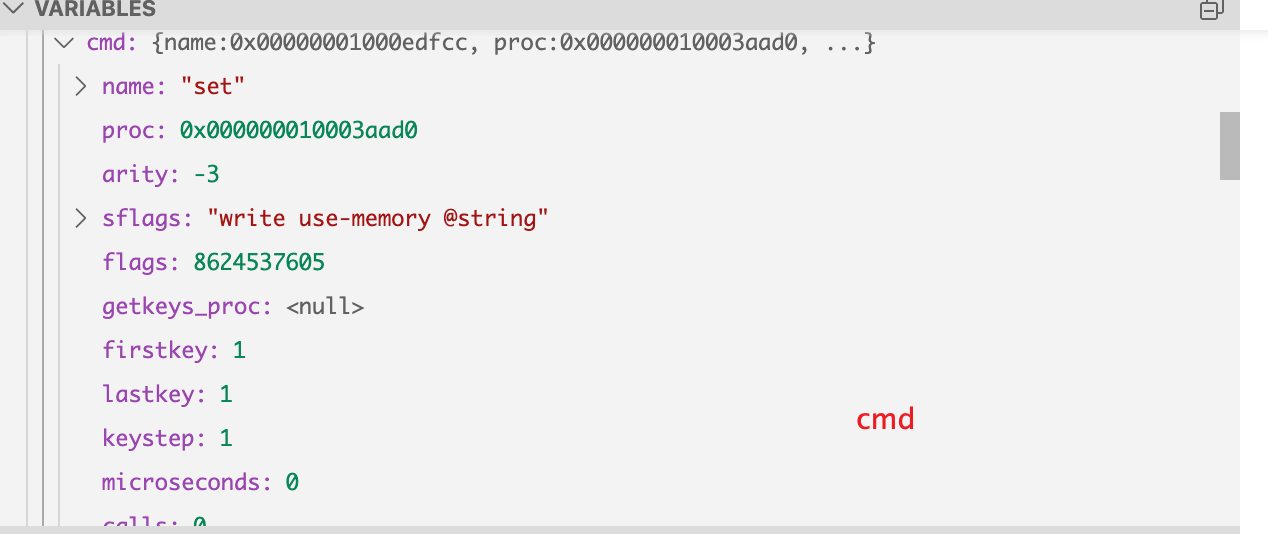 VARIABLES
cmd: {name:0x00000001000edfcc, proc:0x000000010003aad0, ...}
name: "set"
proc: 0x000000010003aad0
arity: -3
sflags: "write use-memory @string"
flags: 8624537605
getkeys_proc: <null>
firstkey: 1
lastkey: 1
keystep: 1
cmd
microseconds: 0
calls: 0